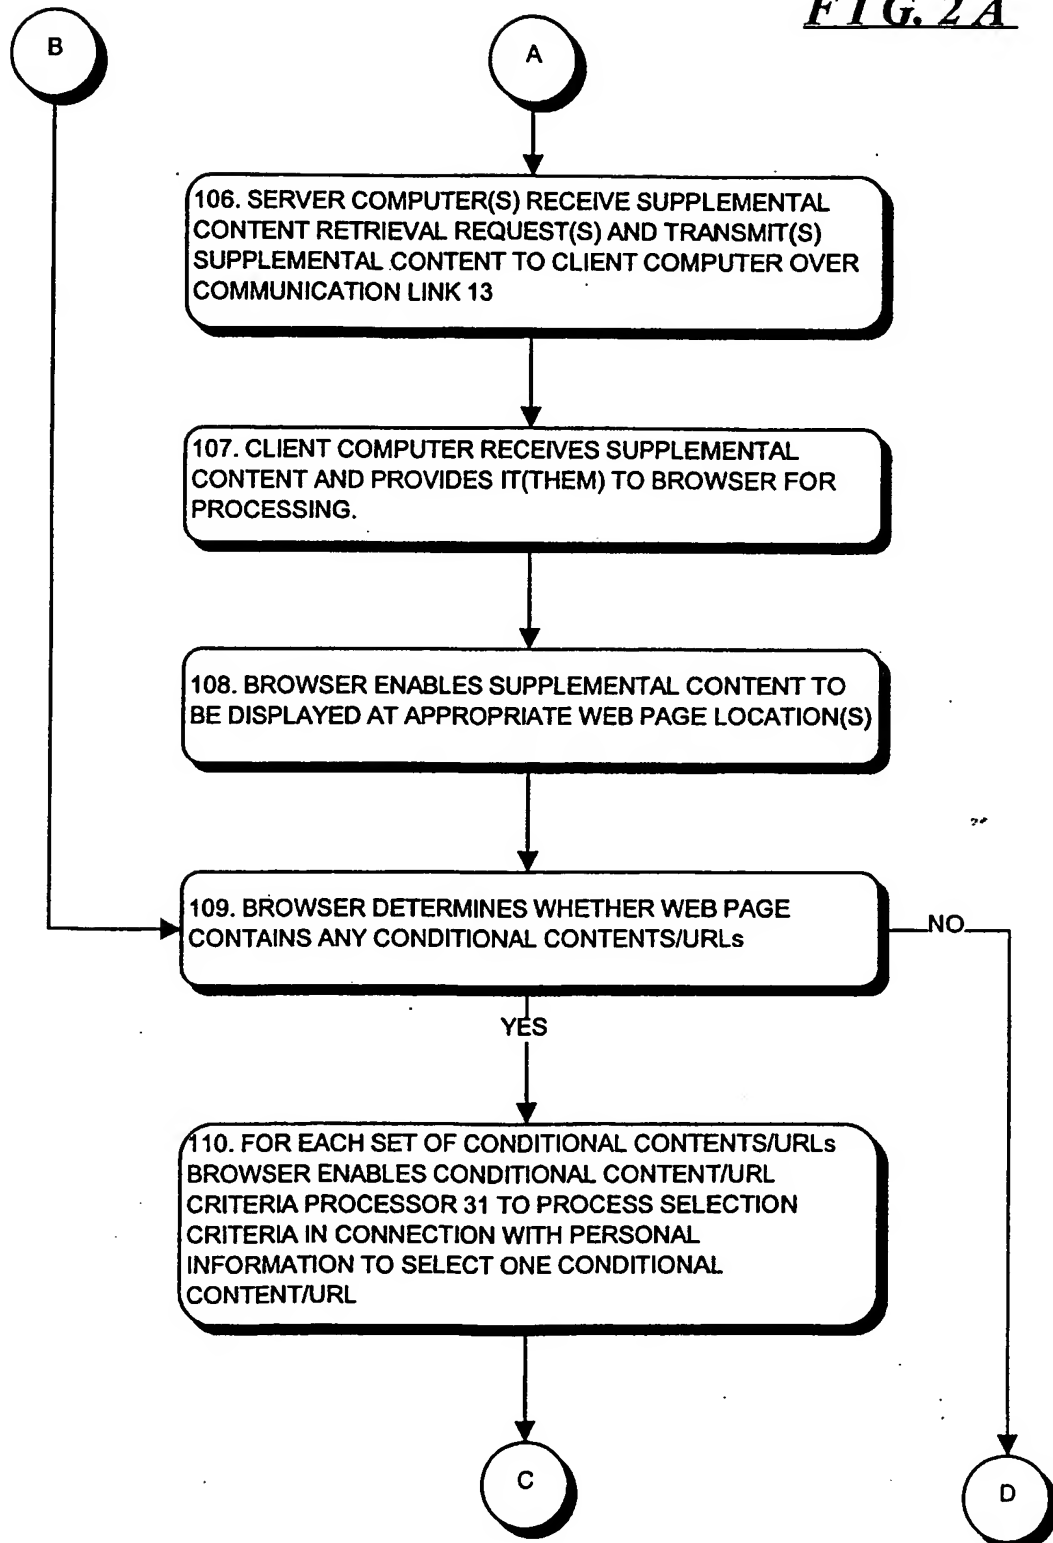 FIG. 2A
B
A
106. SERVER COMPUTER(S) RECEIVE SUPPLEMENTAL
CONTENT RETRIEVAL REQUEST(S) AND TRANSMIT(S)
SUPPLEMENTAL CONTENT TO CLIENT COMPUTER OVER
COMMUNICATION LINK 13
107. CLIENT COMPUTER RECEIVES SUPPLEMENTAL
CONTENT AND PROVIDES IT(THEM) TO BROWSER FOR
PROCESSING.
108. BROWSER ENABLES SUPPLEMENTAL CONTENT TO
BE DISPLAYED AT APPROPRIATE WEB PAGE LOCATION(S)
109. BROWSER DETERMINES WHETHER WEB PAGE
CONTAINS ANY CONDITIONAL CONTENTS/URLs
NO
YES
110. FOR EACH SET OF CONDITIONAL CONTENTS/URLs
BROWSER ENABLES CONDITIONAL CONTENT/URL
CRITERIA PROCESSOR 31 TO PROCESS SELECTION
CRITERIA IN CONNECTION WITH PERSONAL
INFORMATION TO SELECT ONE CONDITIONAL
CONTENT/URL
C
D